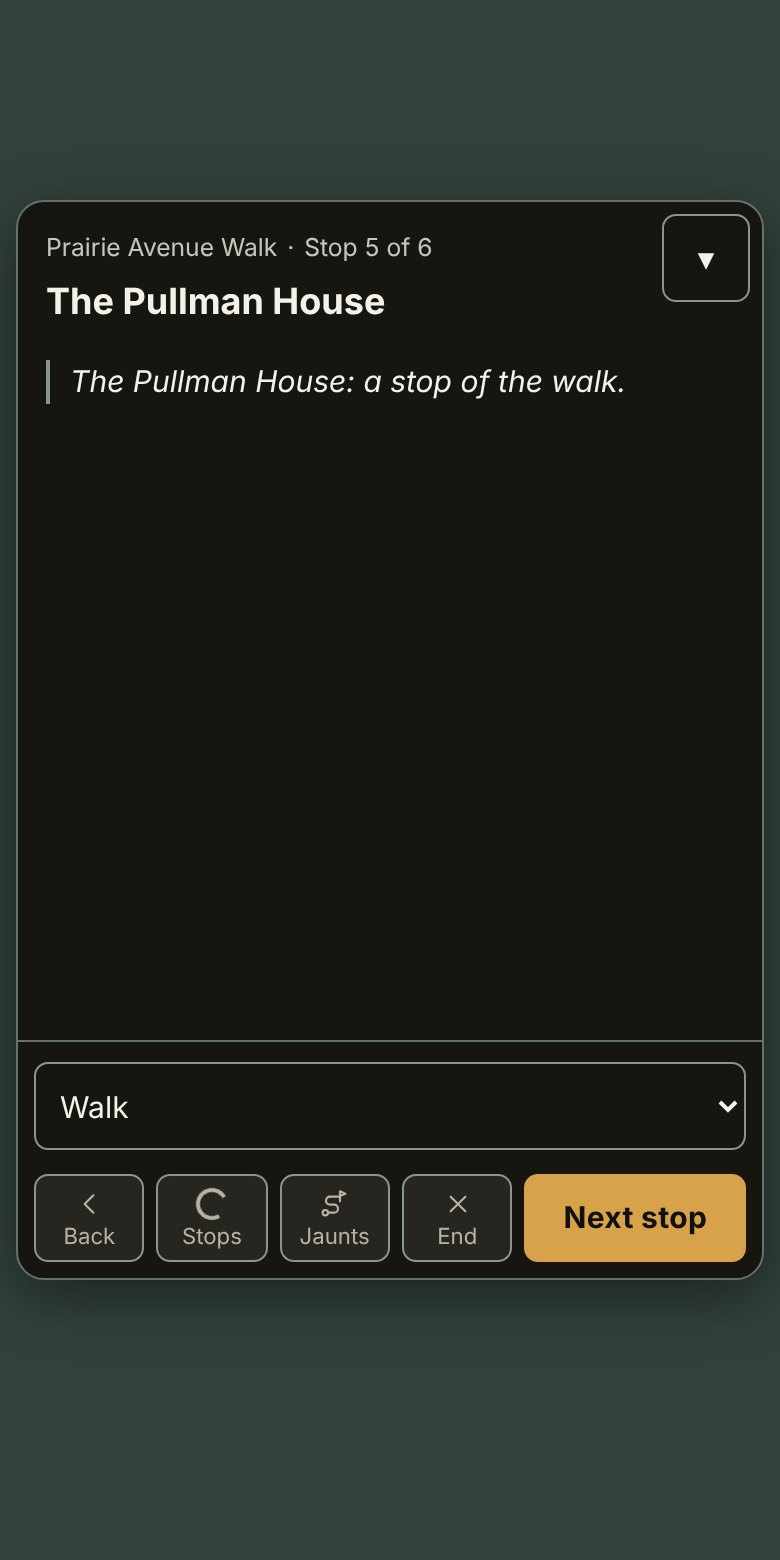 Prairie Avenue Walk · Stop 5 of 6
▼
The Pullman House
The Pullman House: a stop of the walk.
Walk
Back
Stops
Jaunts
End
Next stop